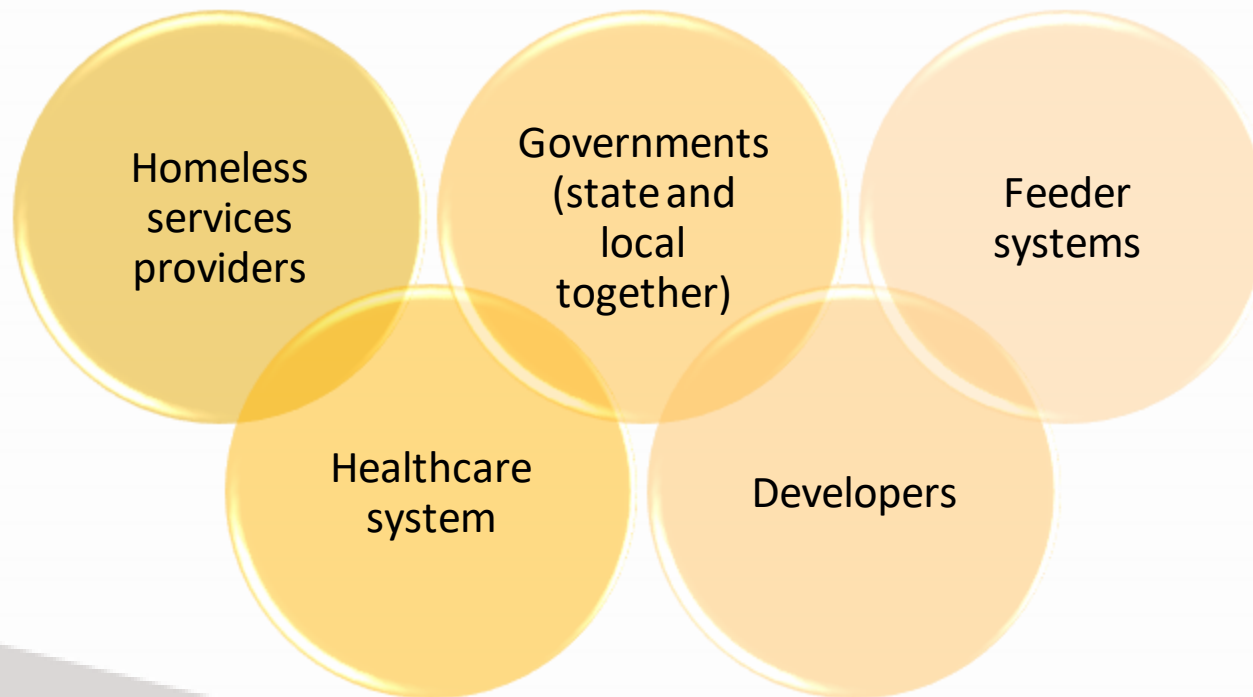 Homeless
services
providers
Governments
(state and
local
together)
Feeder
systems
Healthcare
system
Developers